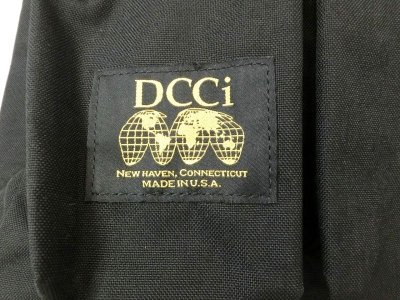 DCCi
NEW HAVEN, CONNECTICUT
MADE IN U.S.A.